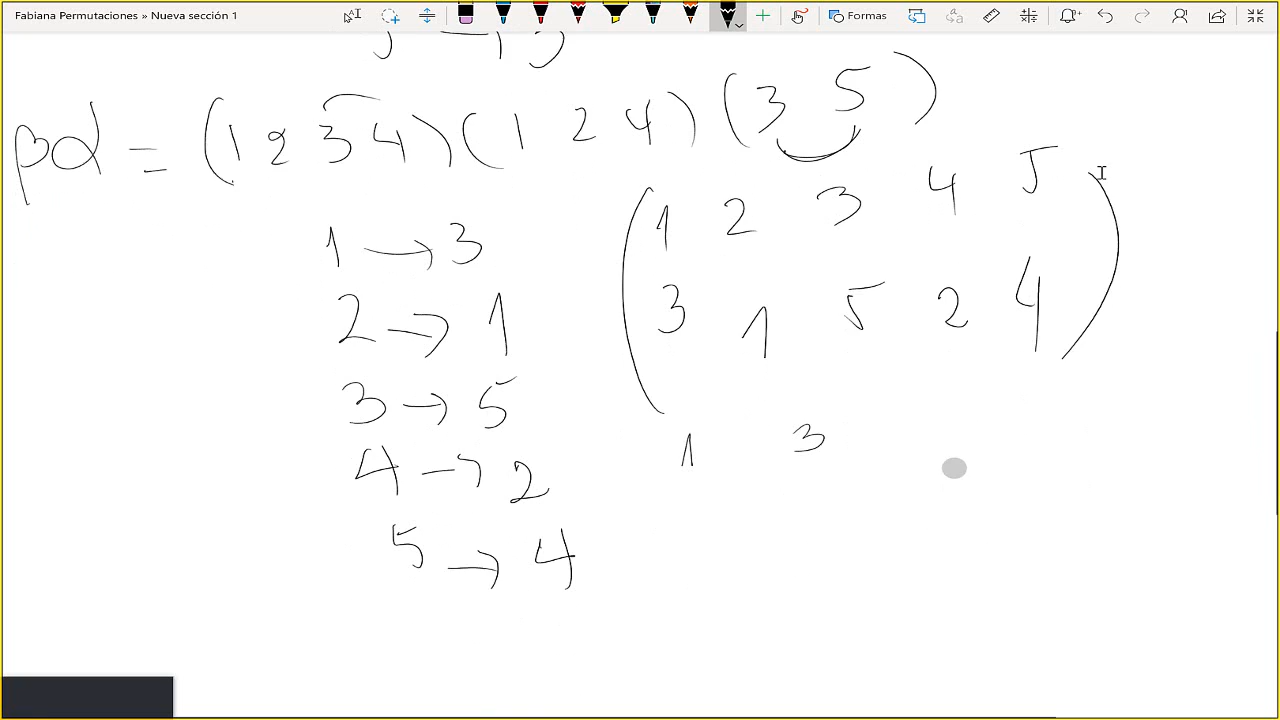 Fabiana Permutaciones » Nueva sección 1
Formas
βα = (1 2 3 4) (1 2 4) (3 5)
1 → 3
2 → 1
3 → 5
4 → 2
5 → 4
( 1 2 3 4 5 )
3 1 5 2 4
1 3